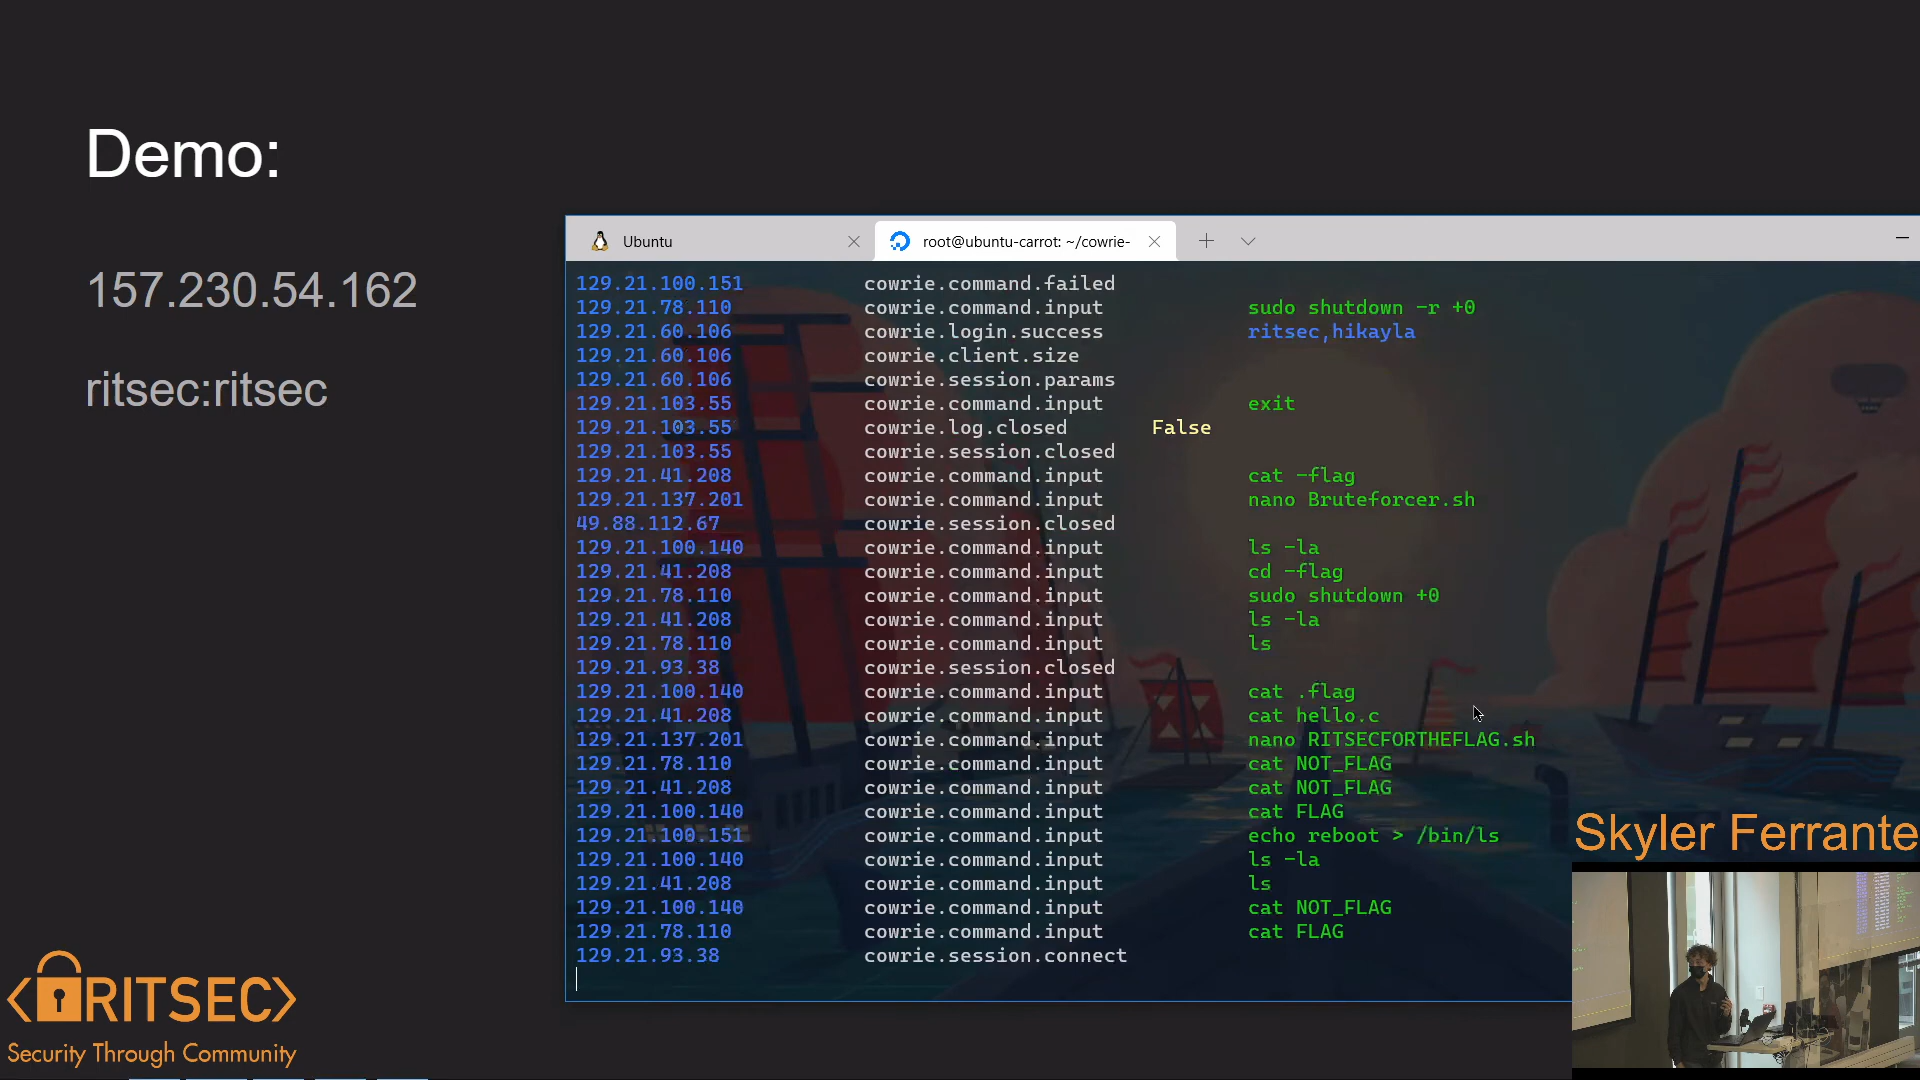 Demo:
157.230.54.162
ritsec:ritsec
Ubuntu
root@ubuntu-carrot: ~/cowrie-
129.21.100.151 cowrie.command.failed
129.21.78.110 cowrie.command.input sudo shutdown -r +0
129.21.60.106 cowrie.login.success ritsec,hikayla
129.21.60.106 cowrie.client.size
129.21.60.106 cowrie.session.params
129.21.103.55 cowrie.command.input exit
129.21.103.55 cowrie.log.closed False
129.21.103.55 cowrie.session.closed
129.21.41.208 cowrie.command.input cat -flag
129.21.137.201 cowrie.command.input nano Bruteforcer.sh
49.88.112.67 cowrie.session.closed
129.21.100.140 cowrie.command.input ls -la
129.21.41.208 cowrie.command.input cd -flag
129.21.78.110 cowrie.command.input sudo shutdown +0
129.21.41.208 cowrie.command.input ls -la
129.21.78.110 cowrie.command.input ls
129.21.93.38 cowrie.session.closed
129.21.100.140 cowrie.command.input cat .flag
129.21.41.208 cowrie.command.input cat hello.c
129.21.137.201 cowrie.command.input nano RITSECFORTHEFLAG.sh
129.21.78.110 cowrie.command.input cat NOT_FLAG
129.21.41.208 cowrie.command.input cat NOT_FLAG
129.21.100.140 cowrie.command.input cat FLAG
129.21.100.151 cowrie.command.input echo reboot > /bin/ls
129.21.100.140 cowrie.command.input ls -la
129.21.41.208 cowrie.command.input ls
129.21.100.140 cowrie.command.input cat NOT_FLAG
129.21.78.110 cowrie.command.input cat FLAG
129.21.93.38 cowrie.session.connect
Skyler Ferrante
<RITSEC>
Security Through Community